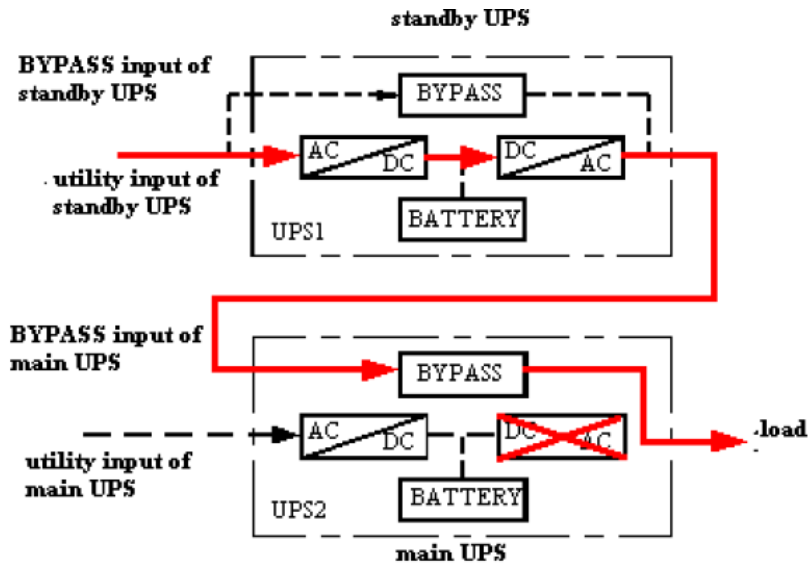 standby UPS
BYPASS input of
standby UPS
BYPASS
AC
DC
DC
AC
utility input of
standby UPS
BATTERY
UPS1
BYPASS input of
main UPS
BYPASS
AC
DC
DC
AC
load
utility input of
main UPS
BATTERY
UPS2
main UPS